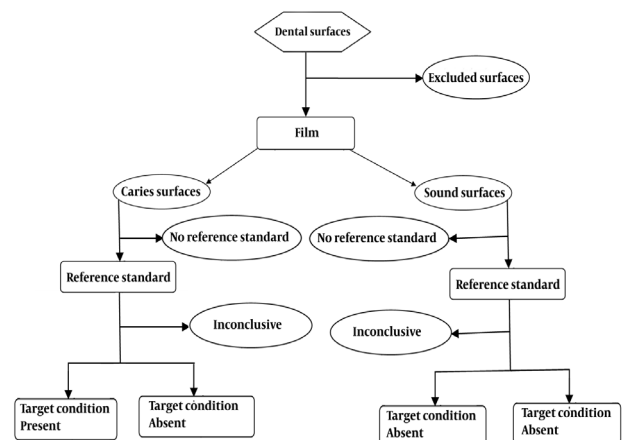 Dental surfaces
Excluded surfaces
Film
Caries surfaces
Sound surfaces
No reference standard
No reference standard
Reference standard
Reference standard
Inconclusive
Inconclusive
Target condition
Present
Target condition
Absent
Target condition
Absent
Target condition
Absent